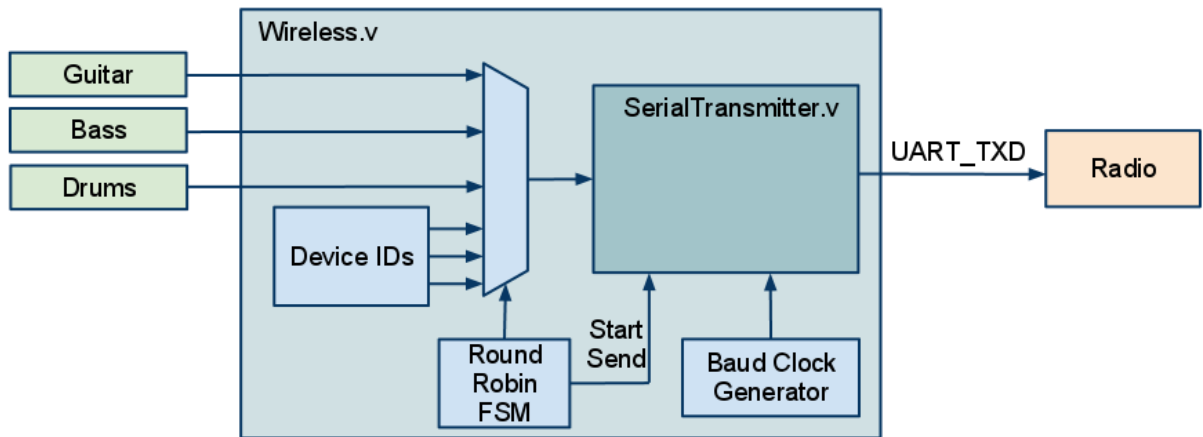 Wireless.v
Guitar
Bass
Drums
Device IDs
SerialTransmitter.v
UART_TXD
Radio
Round
Robin
FSM
Start
Send
Baud Clock
Generator